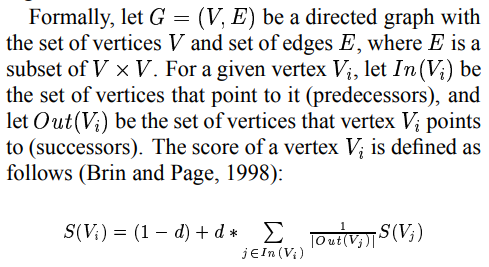 Formally, let G = (V, E) be a directed graph with
the set of vertices V and set of edges E, where E is a
subset of V × V. For a given vertex V_i, let In(V_i) be
the set of vertices that point to it (predecessors), and
let Out(V_i) be the set of vertices that vertex V_i points
to (successors). The score of a vertex V_i is defined as
follows (Brin and Page, 1998):
S(V_i) = (1 − d) + d * ∑_{j∈In(V_i)} \frac{1}{|Out(V_j)|} S(V_j)